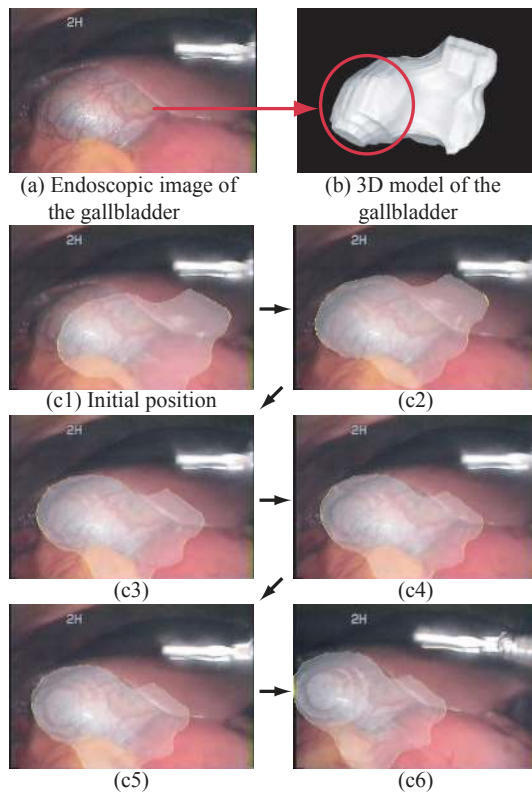 2H
(a) Endoscopic image of
the gallbladder
(b) 3D model of the
gallbladder
2H
2H
(c1) Initial position
(c2)
2H
2H
(c3)
(c4)
2H
2H
(c5)
(c6)